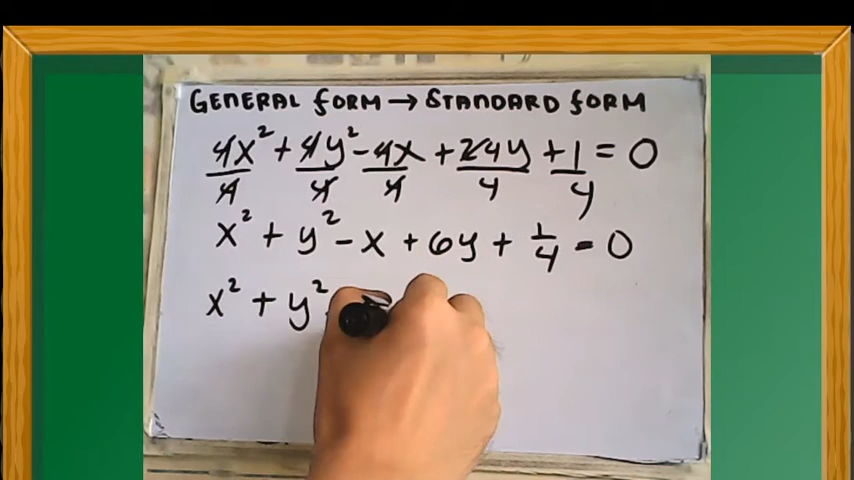 GENERAL FORM → STANDARD FORM
4x²/4 + 4y²/4 - 4x/4 + 24y/4 + 1/4 = 0
x² + y² - x + 6y + 1/4 = 0
x² + y²